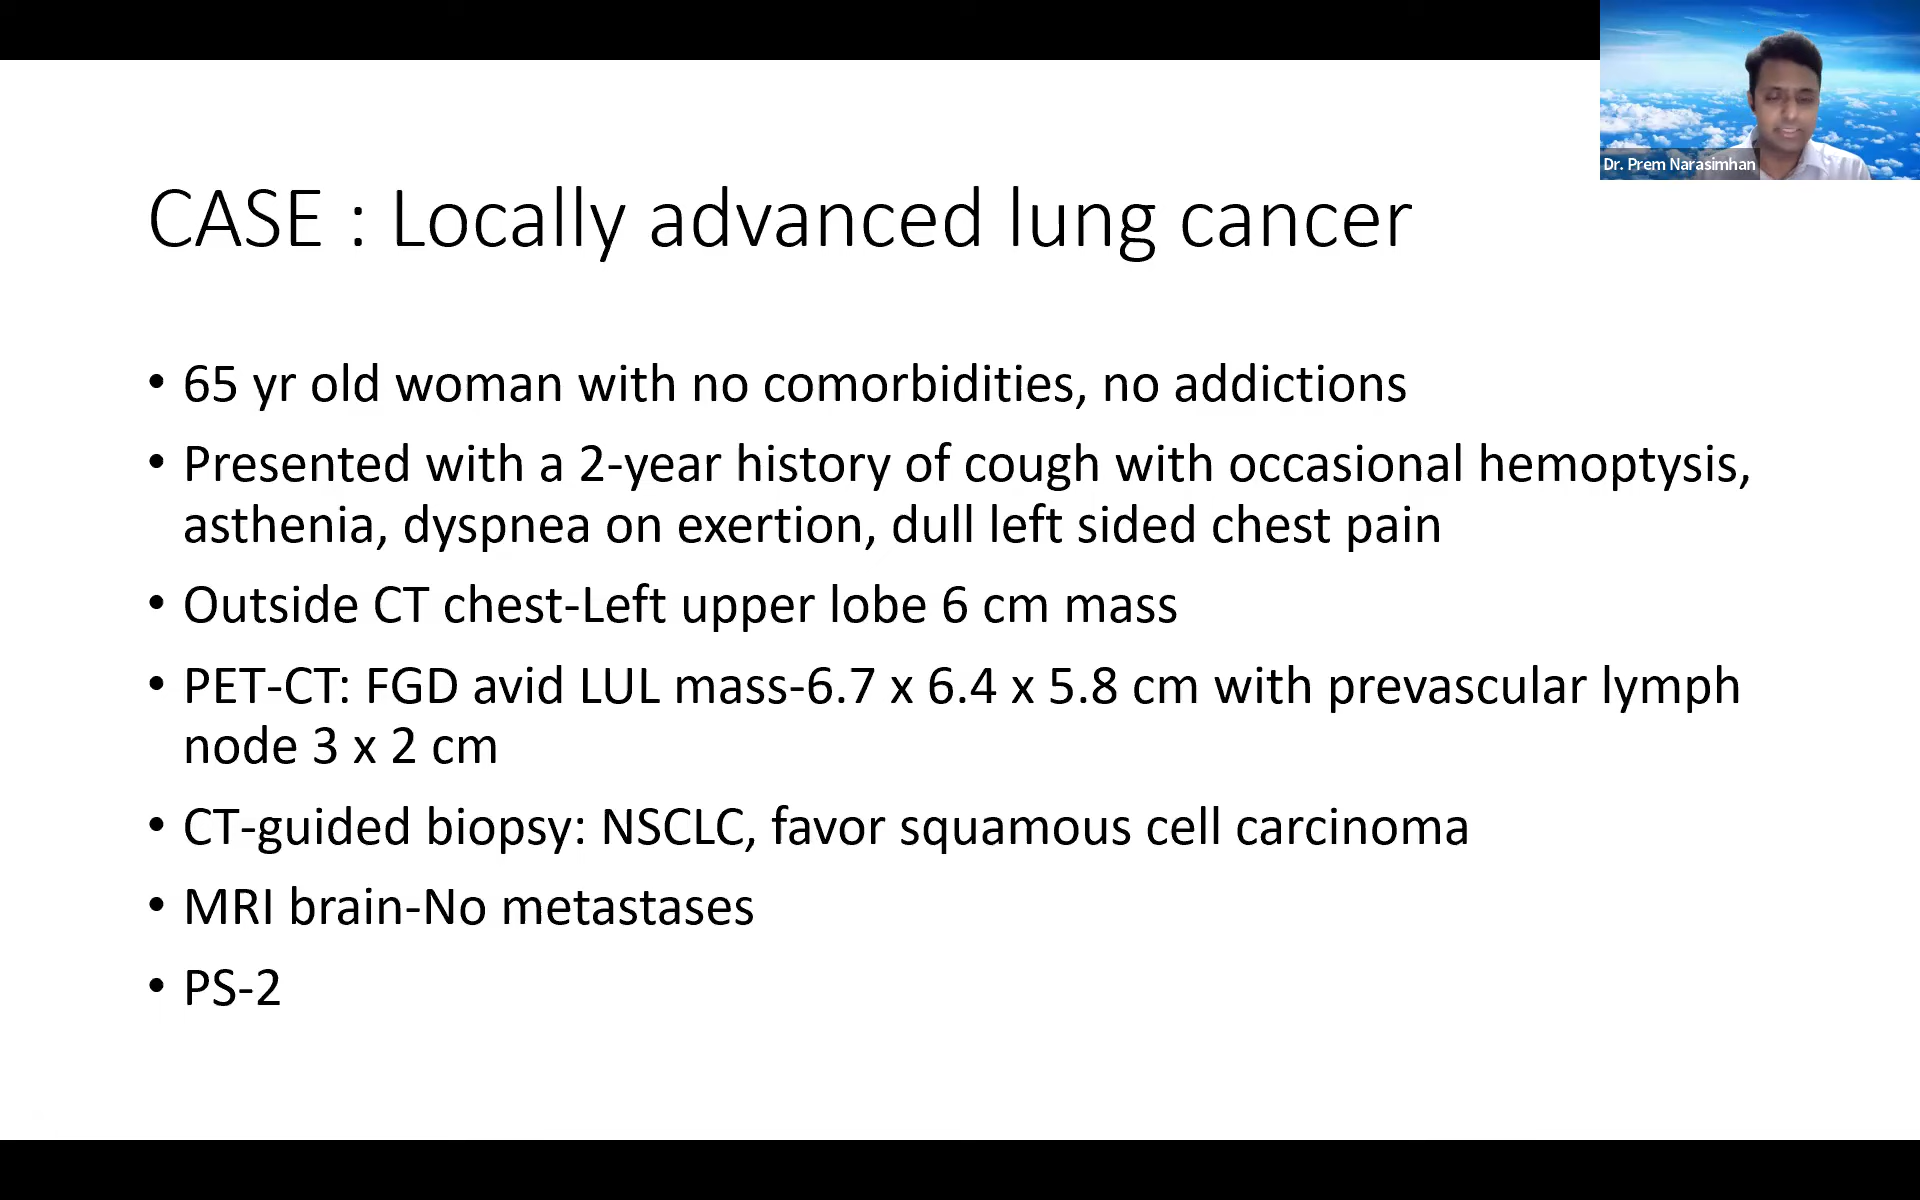 Dr. Prem Narasimhan
CASE : Locally advanced lung cancer
• 65 yr old woman with no comorbidities, no addictions
• Presented with a 2-year history of cough with occasional hemoptysis,
asthenia, dyspnea on exertion, dull left sided chest pain
• Outside CT chest-Left upper lobe 6 cm mass
• PET-CT: FGD avid LUL mass-6.7 x 6.4 x 5.8 cm with prevascular lymph
node 3 x 2 cm
• CT-guided biopsy: NSCLC, favor squamous cell carcinoma
• MRI brain-No metastases
• PS-2